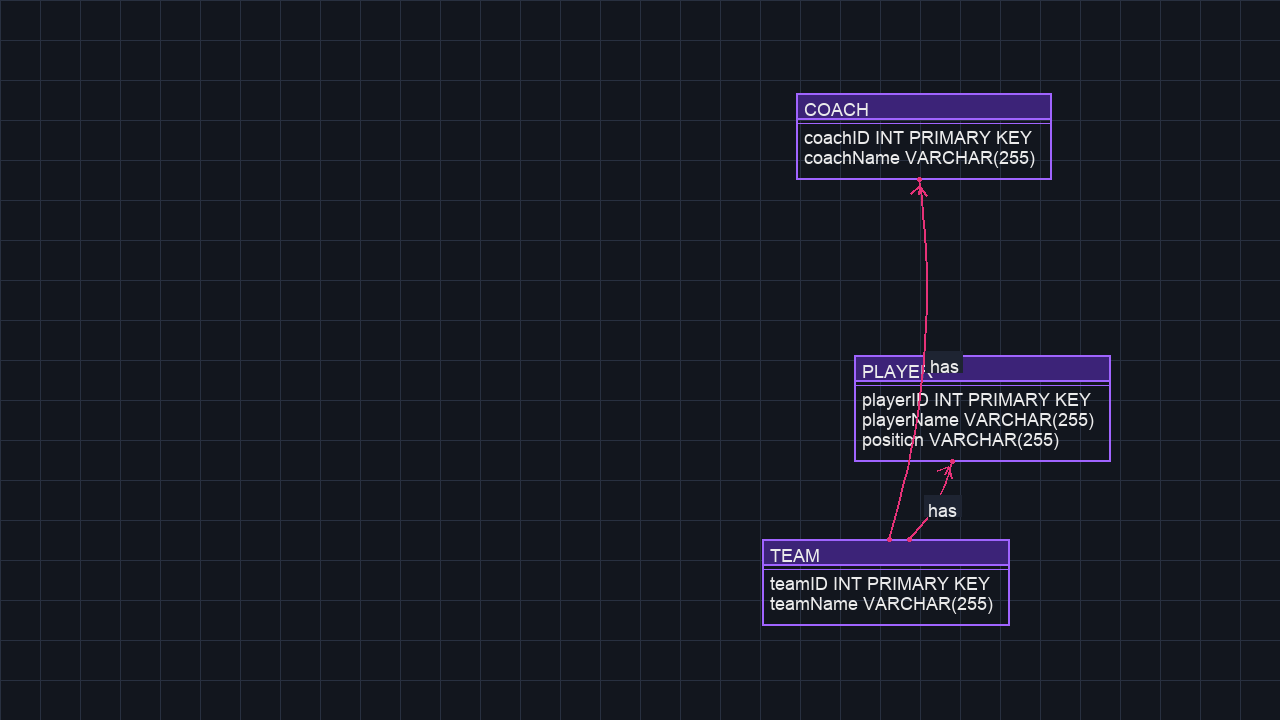 COACH
coachID INT PRIMARY KEY
coachName VARCHAR(255)
has
PLAYER
playerID INT PRIMARY KEY
playerName VARCHAR(255)
position VARCHAR(255)
has
TEAM
teamID INT PRIMARY KEY
teamName VARCHAR(255)